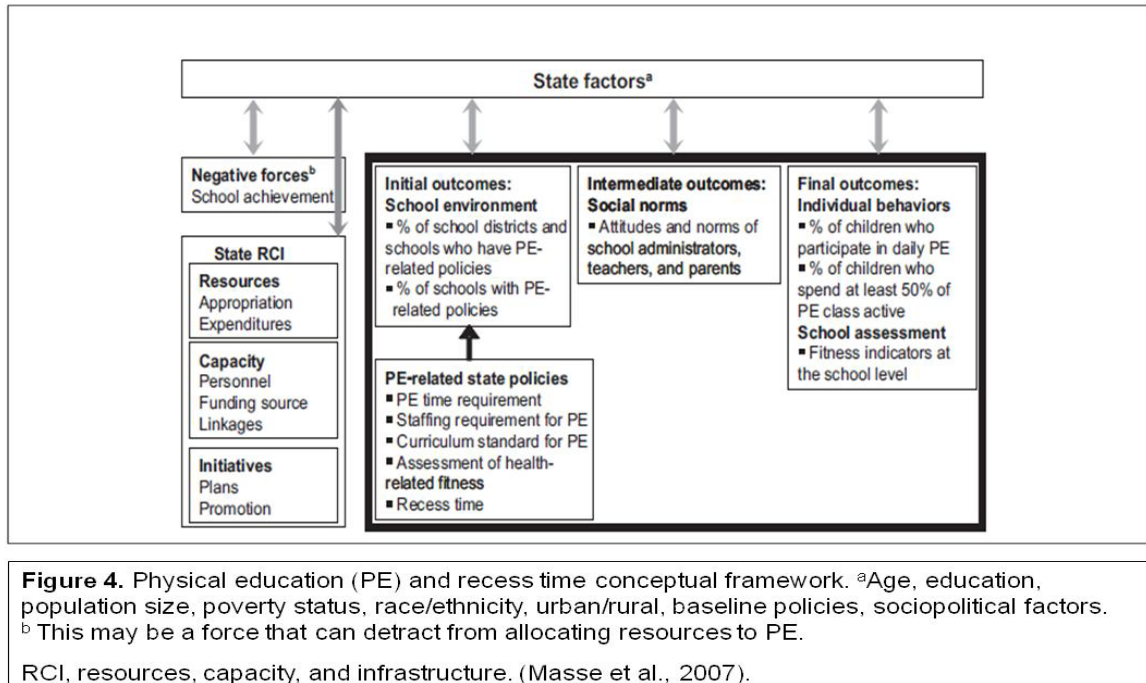 State factorsᵃ
Negative forcesᵇ
School achievement
State RCI
Resources
Appropriation
Expenditures
Capacity
Personnel
Funding source
Linkages
Initiatives
Plans
Promotion
Initial outcomes:
School environment
▪ % of school districts and
schools who have PE-
related policies
▪ % of schools with PE-
related policies
PE-related state policies
▪ PE time requirement
▪ Staffing requirement for PE
▪ Curriculum standard for PE
▪ Assessment of health-
related fitness
▪ Recess time
Intermediate outcomes:
Social norms
▪ Attitudes and norms of
school administrators,
teachers, and parents
Final outcomes:
Individual behaviors
▪ % of children who
participate in daily PE
▪ % of children who
spend at least 50% of
PE class active
School assessment
▪ Fitness indicators at
the school level
Figure 4. Physical education (PE) and recess time conceptual framework. ᵃAge, education,
population size, poverty status, race/ethnicity, urban/rural, baseline policies, sociopolitical factors.
ᵇ This may be a force that can detract from allocating resources to PE.
RCI, resources, capacity, and infrastructure. (Masse et al., 2007).